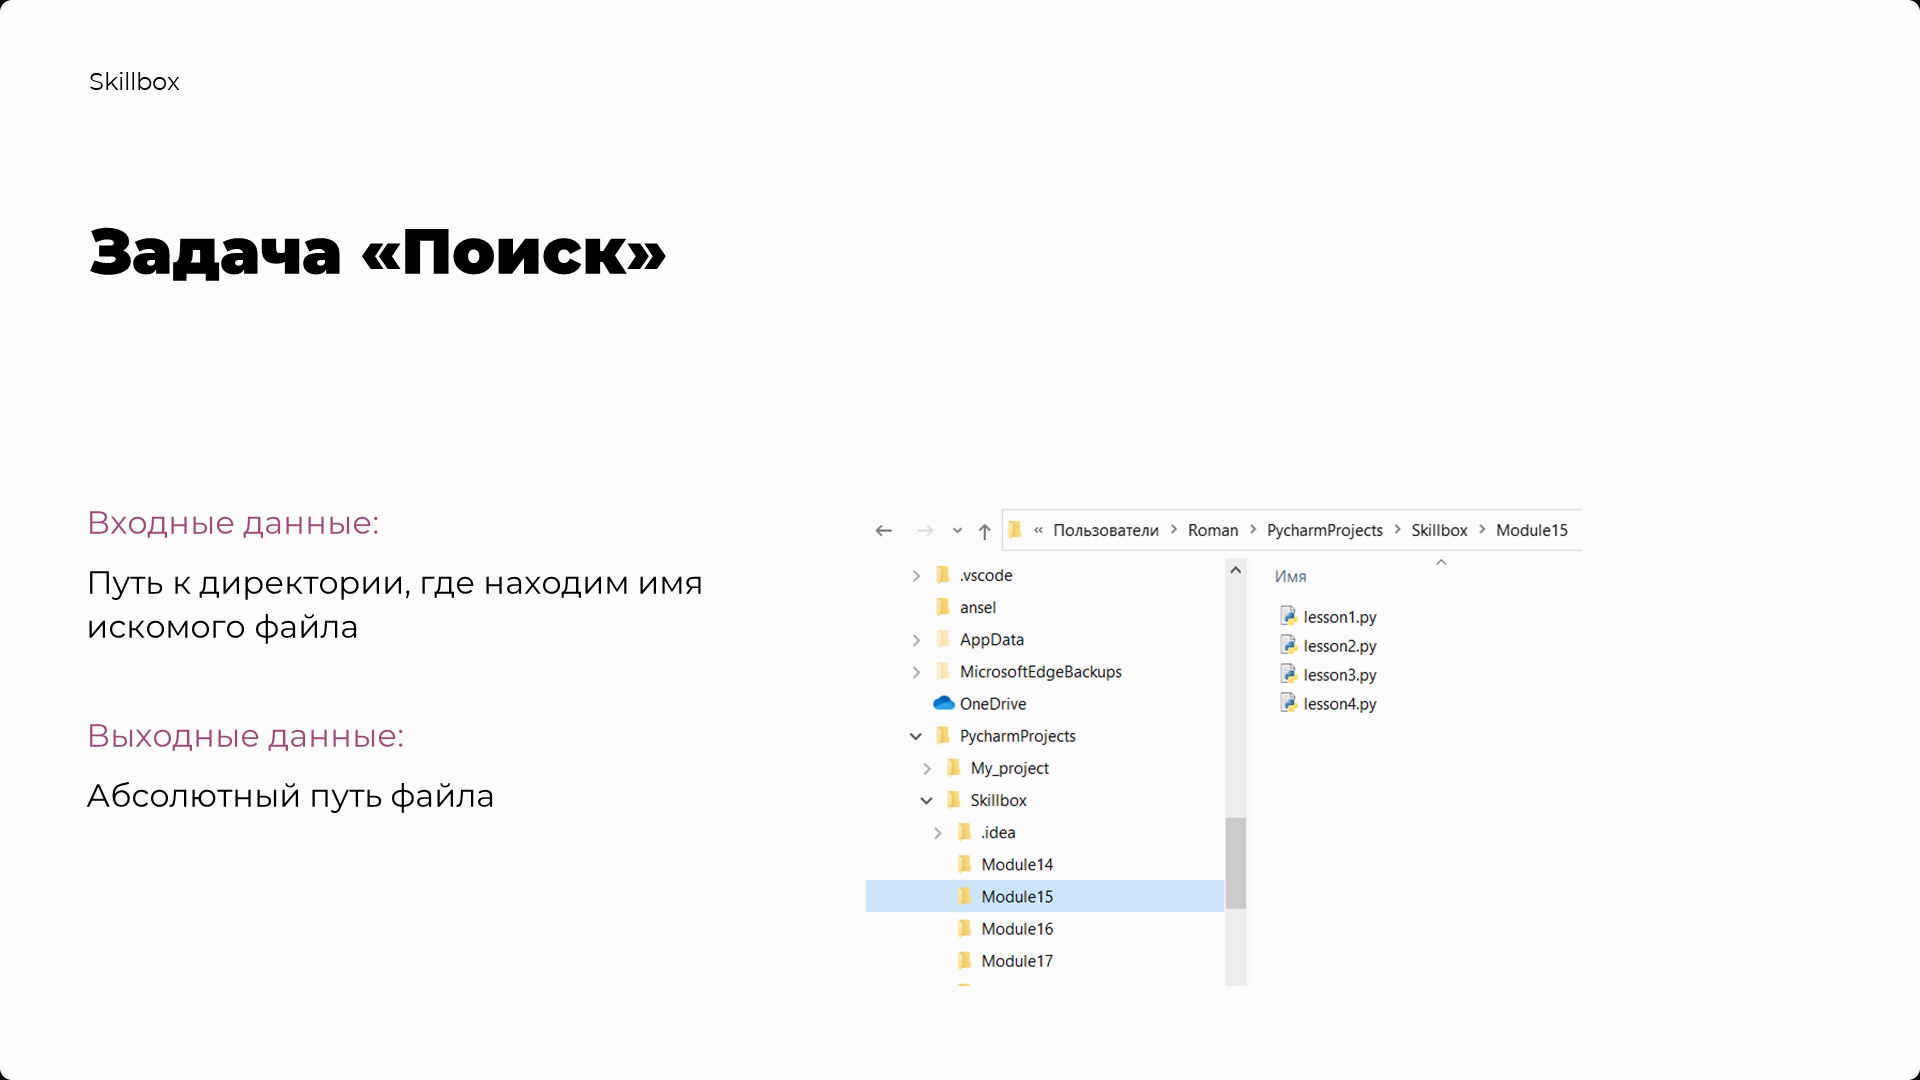 Skillbox
Задача «Поиск»
Входные данные:
Путь к директории, где находим имя
искомого файла
Выходные данные:
Абсолютный путь файла
« Пользователи > Roman > PycharmProjects > Skillbox > Module15
.vscode
ansel
AppData
MicrosoftEdgeBackups
OneDrive
PycharmProjects
My_project
Skillbox
.idea
Module14
Module15
Module16
Module17
Имя
lesson1.py
lesson2.py
lesson3.py
lesson4.py